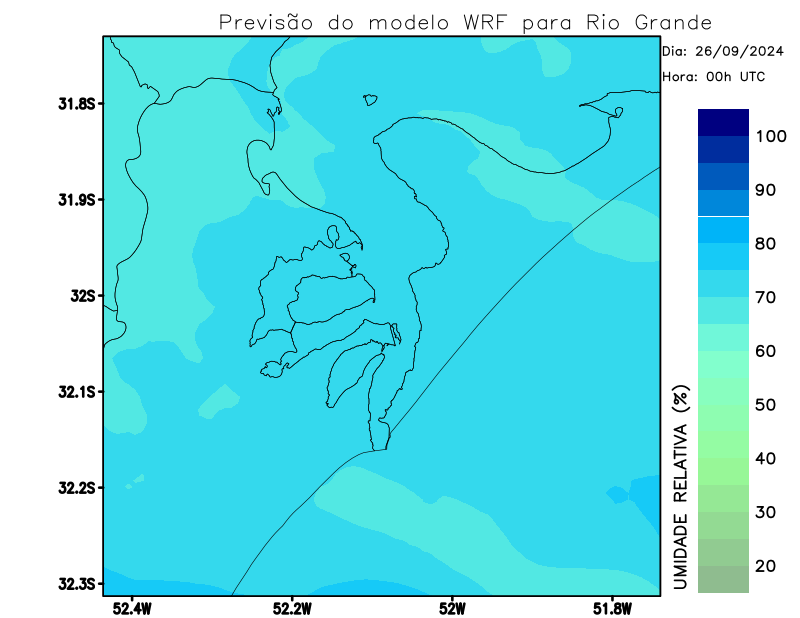 Previsão do modelo WRF para Rio Grande
Dia: 26/09/2024
Hora: 00h UTC
31.8S
31.9S
32S
32.1S
32.2S
32.3S
52.4W
52.2W
52W
51.8W
100
90
80
70
60
50
40
30
20
UMIDADE RELATIVA (%)